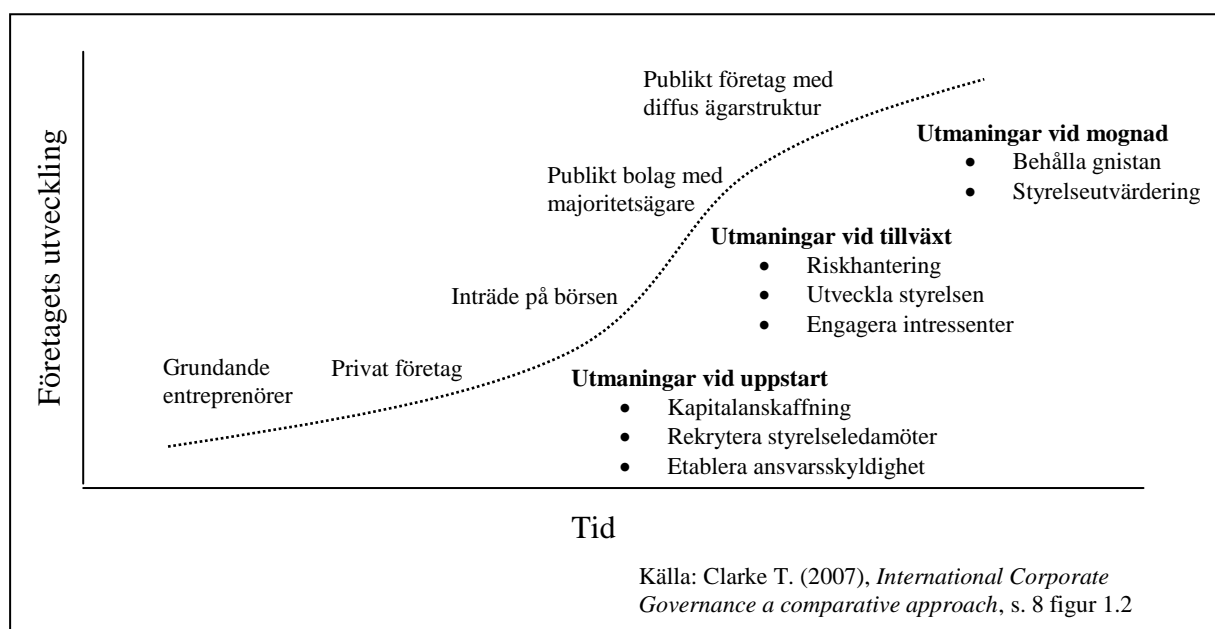 Företagets utveckling
Publikt företag med
diffus ägarstruktur
Utmaningar vid mognad
• Behålla gnistan
• Styrelseutvärdering
Publikt bolag med
majoritetsägare
Utmaningar vid tillväxt
• Riskhantering
• Utveckla styrelsen
• Engagera intressenter
Inträde på börsen
Grundande
entreprenörer
Privat företag
Utmaningar vid uppstart
• Kapitalanskaffning
• Rekrytera styrelseledamöter
• Etablera ansvarsskyldighet
Tid
Källa: Clarke T. (2007), International Corporate
Governance a comparative approach, s. 8 figur 1.2